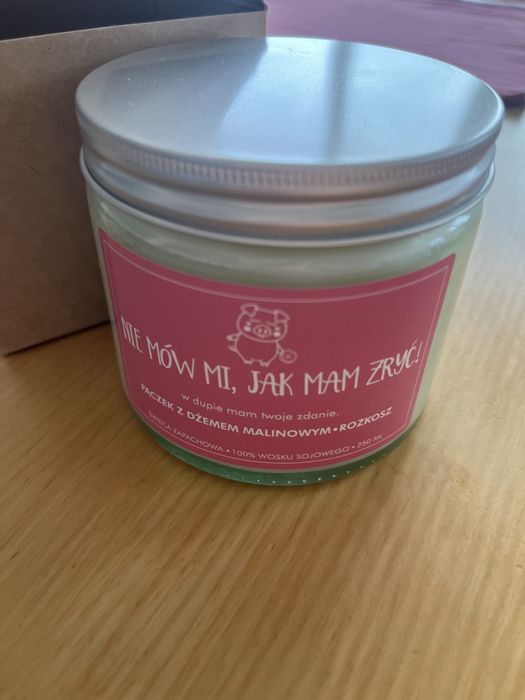 NIE MÓW MI, JAK MAM ŻRYĆ!
w dupie mam twoje zdanie.
PĄCZEK Z DŻEMEM MALINOWYM • ROZKOSZ
ŚWIECA ZAPACHOWA • 100% WOSKU SOJOWEGO • 250 ML